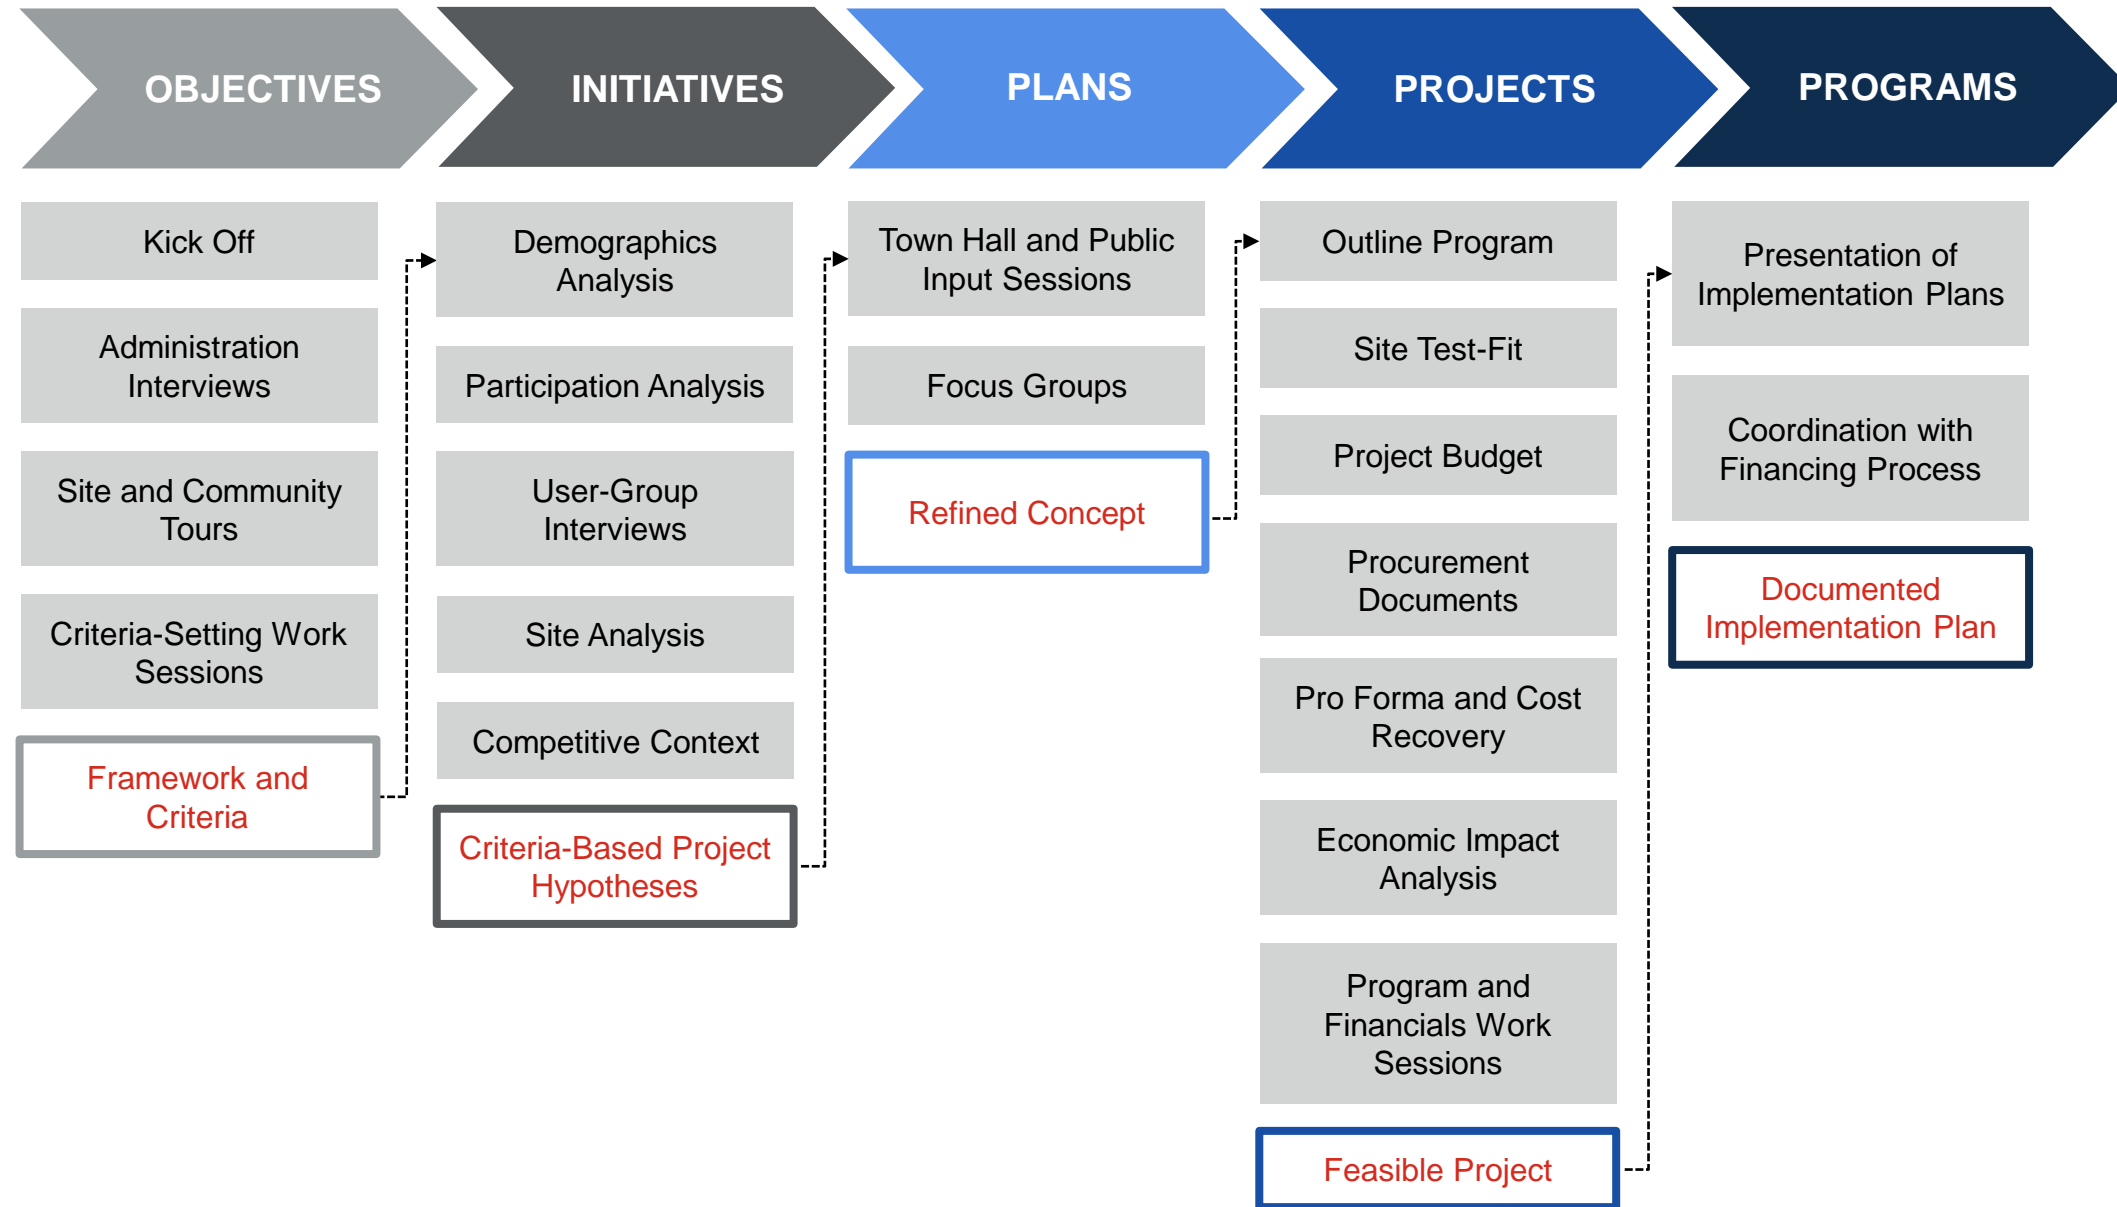 OBJECTIVES
INITIATIVES
PLANS
PROJECTS
PROGRAMS
Kick Off
Administration
Interviews
Site and Community
Tours
Criteria-Setting Work
Sessions
Framework and
Criteria
Demographics
Analysis
Participation Analysis
User-Group
Interviews
Site Analysis
Competitive Context
Criteria-Based Project
Hypotheses
Town Hall and Public
Input Sessions
Focus Groups
Refined Concept
Outline Program
Site Test-Fit
Project Budget
Procurement
Documents
Pro Forma and Cost
Recovery
Economic Impact
Analysis
Program and
Financials Work
Sessions
Feasible Project
Presentation of
Implementation Plans
Coordination with
Financing Process
Documented
Implementation Plan